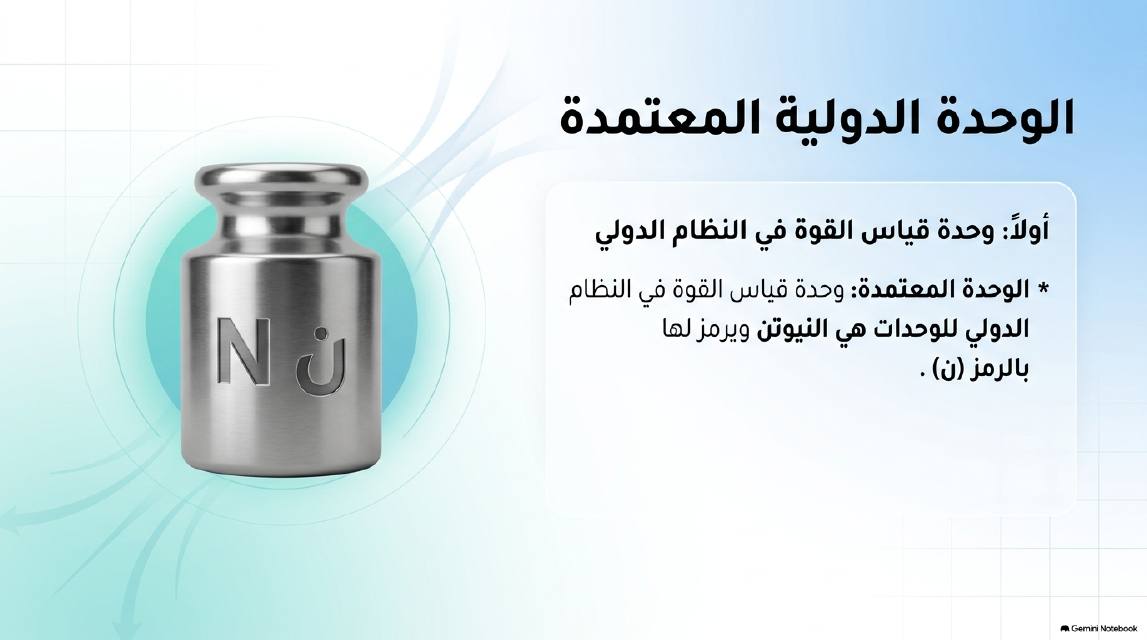 الوحدة الدولية المعتمدة
أولاً: وحدة قياس القوة في النظام الدولي
* الوحدة المعتمدة: وحدة قياس القوة في النظام
الدولي للوحدات هي النيوتن ويرمز لها
بالرمز (ن) .
N ن
Gemini Notebook